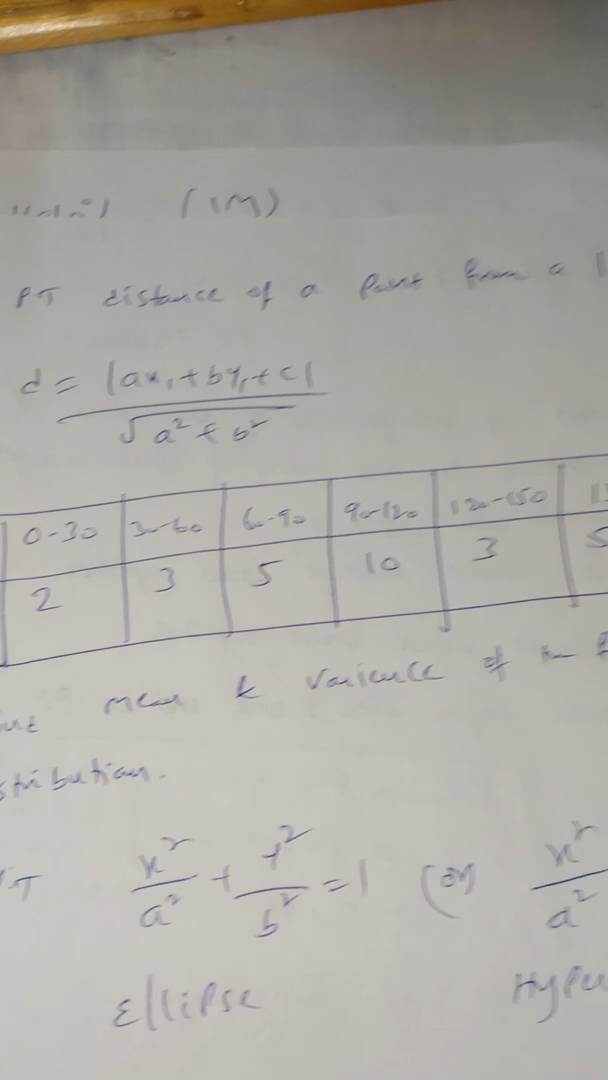 (1M)
PT distance of a Point from a
d = |ax₁+by₁+c|
√a²+b²
0-30 30-60 60-90 90-120 120-150
2 3 5 10 3 5
mean & Variance of
stribution.
PT x²/a² + y²/b² = 1 (or) x²/a²
Ellipse Hyper